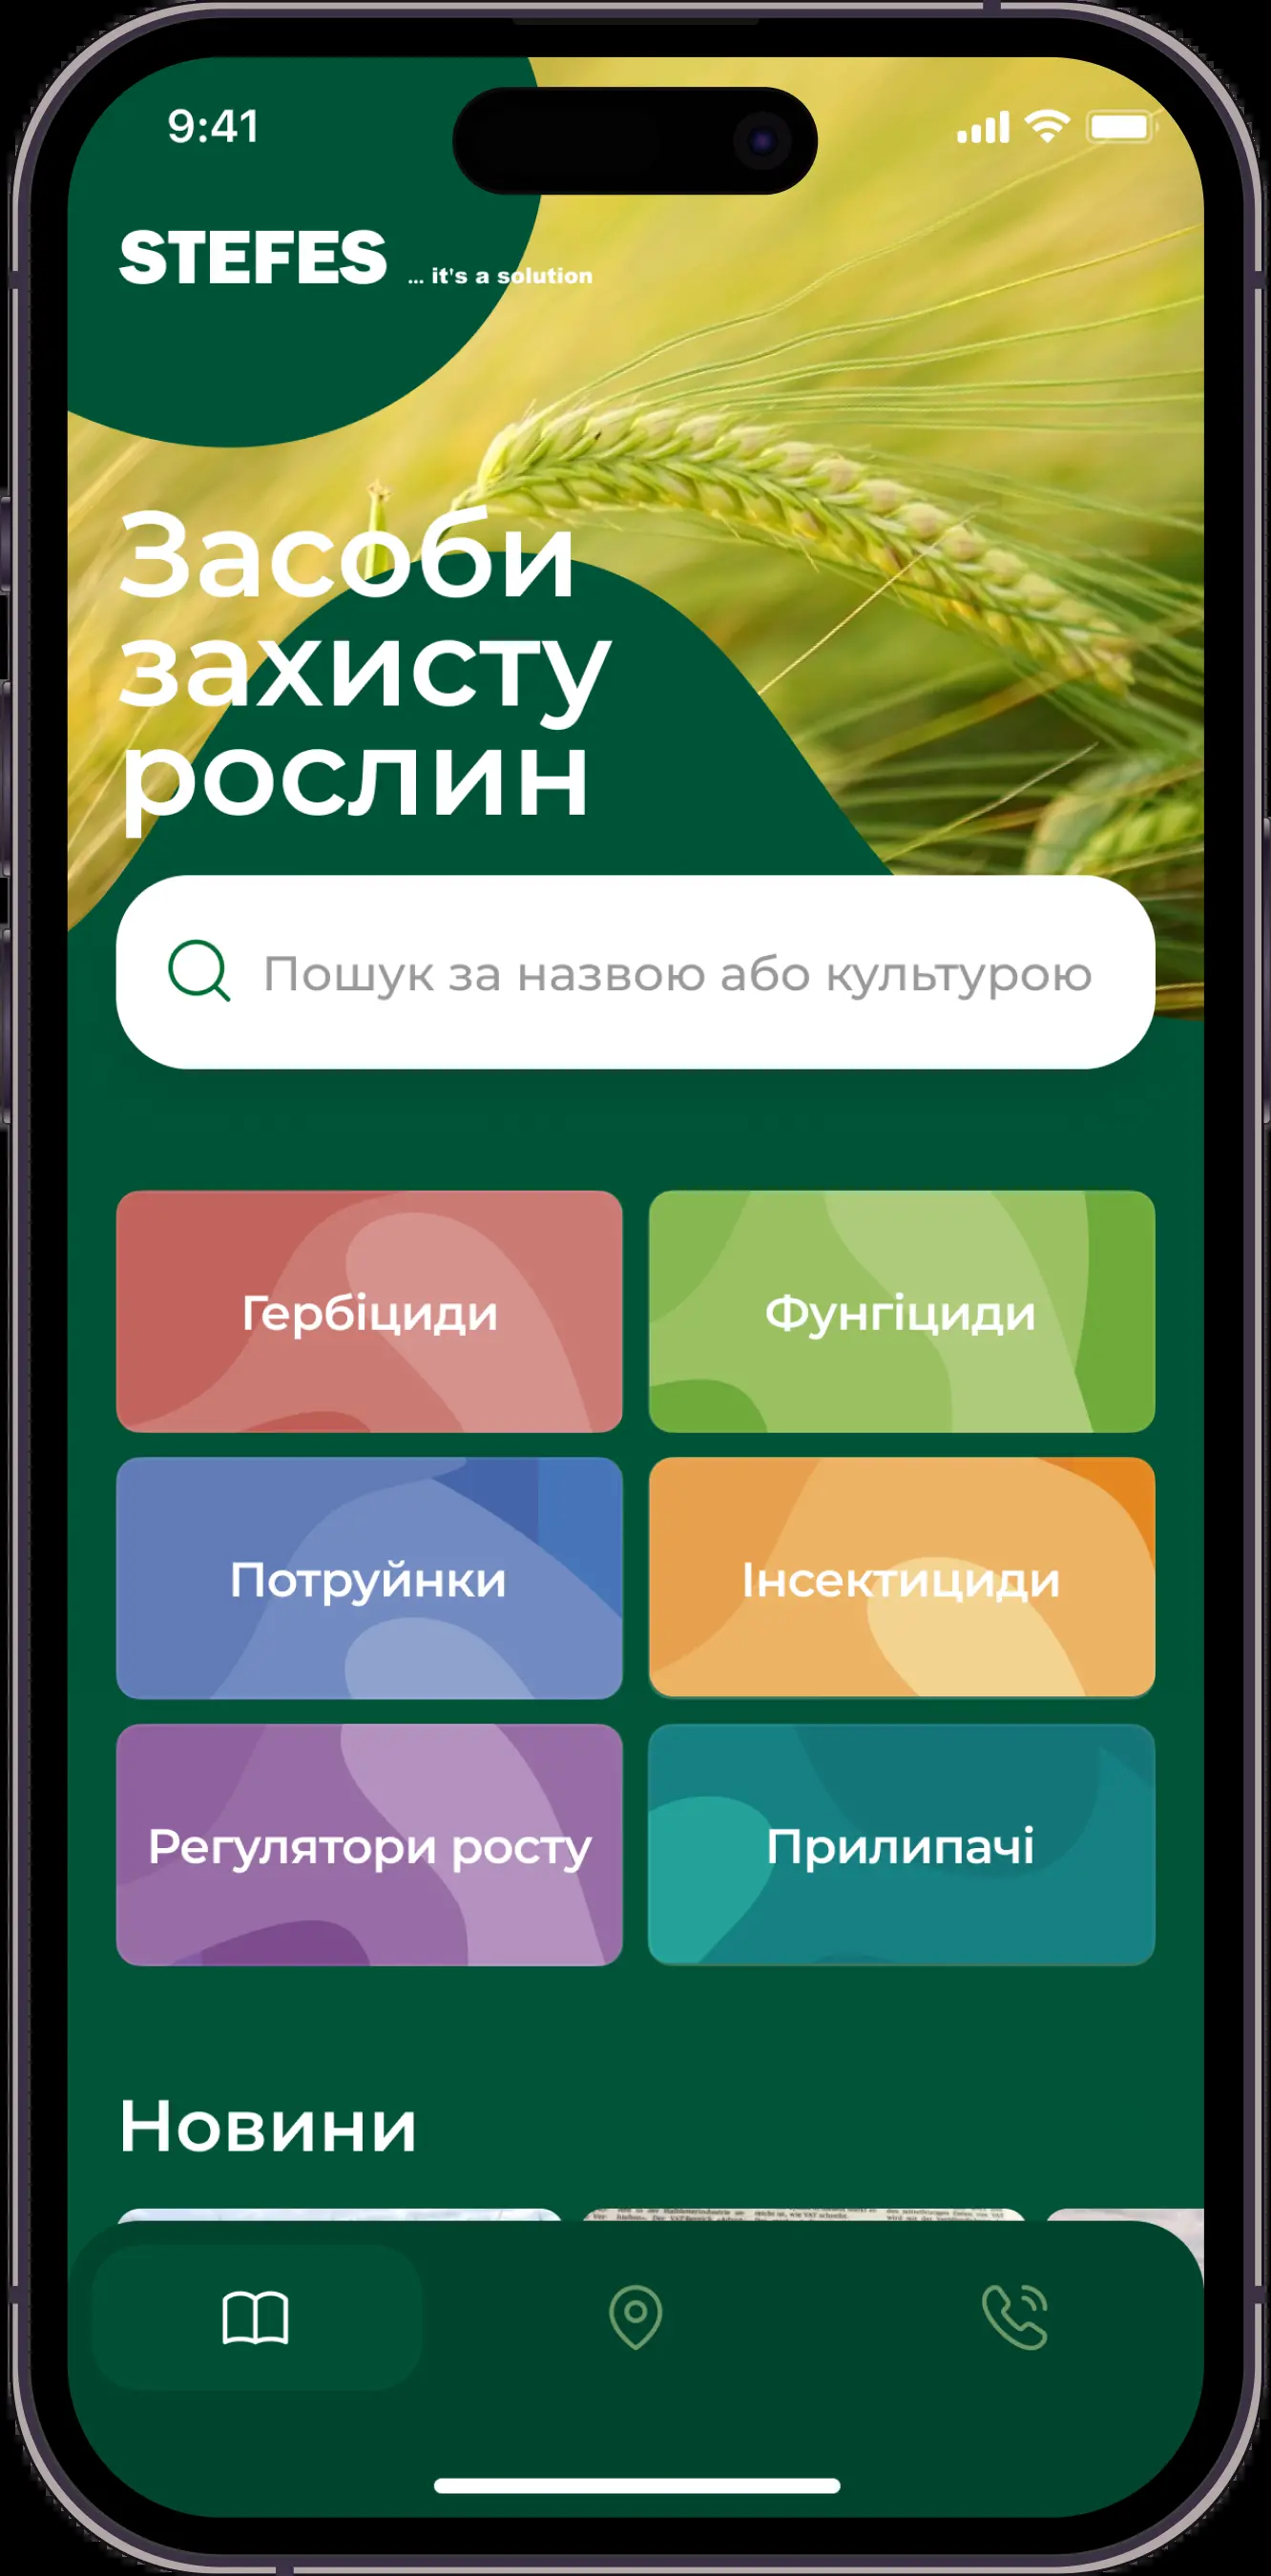 9:41
STEFES ... it's a solution
Засоби
захисту
рослин
Пошук за назвою або культурою
Гербіциди
Фунгіциди
Потруйнки
Інсектициди
Регулятори росту
Прилипачі
Новини